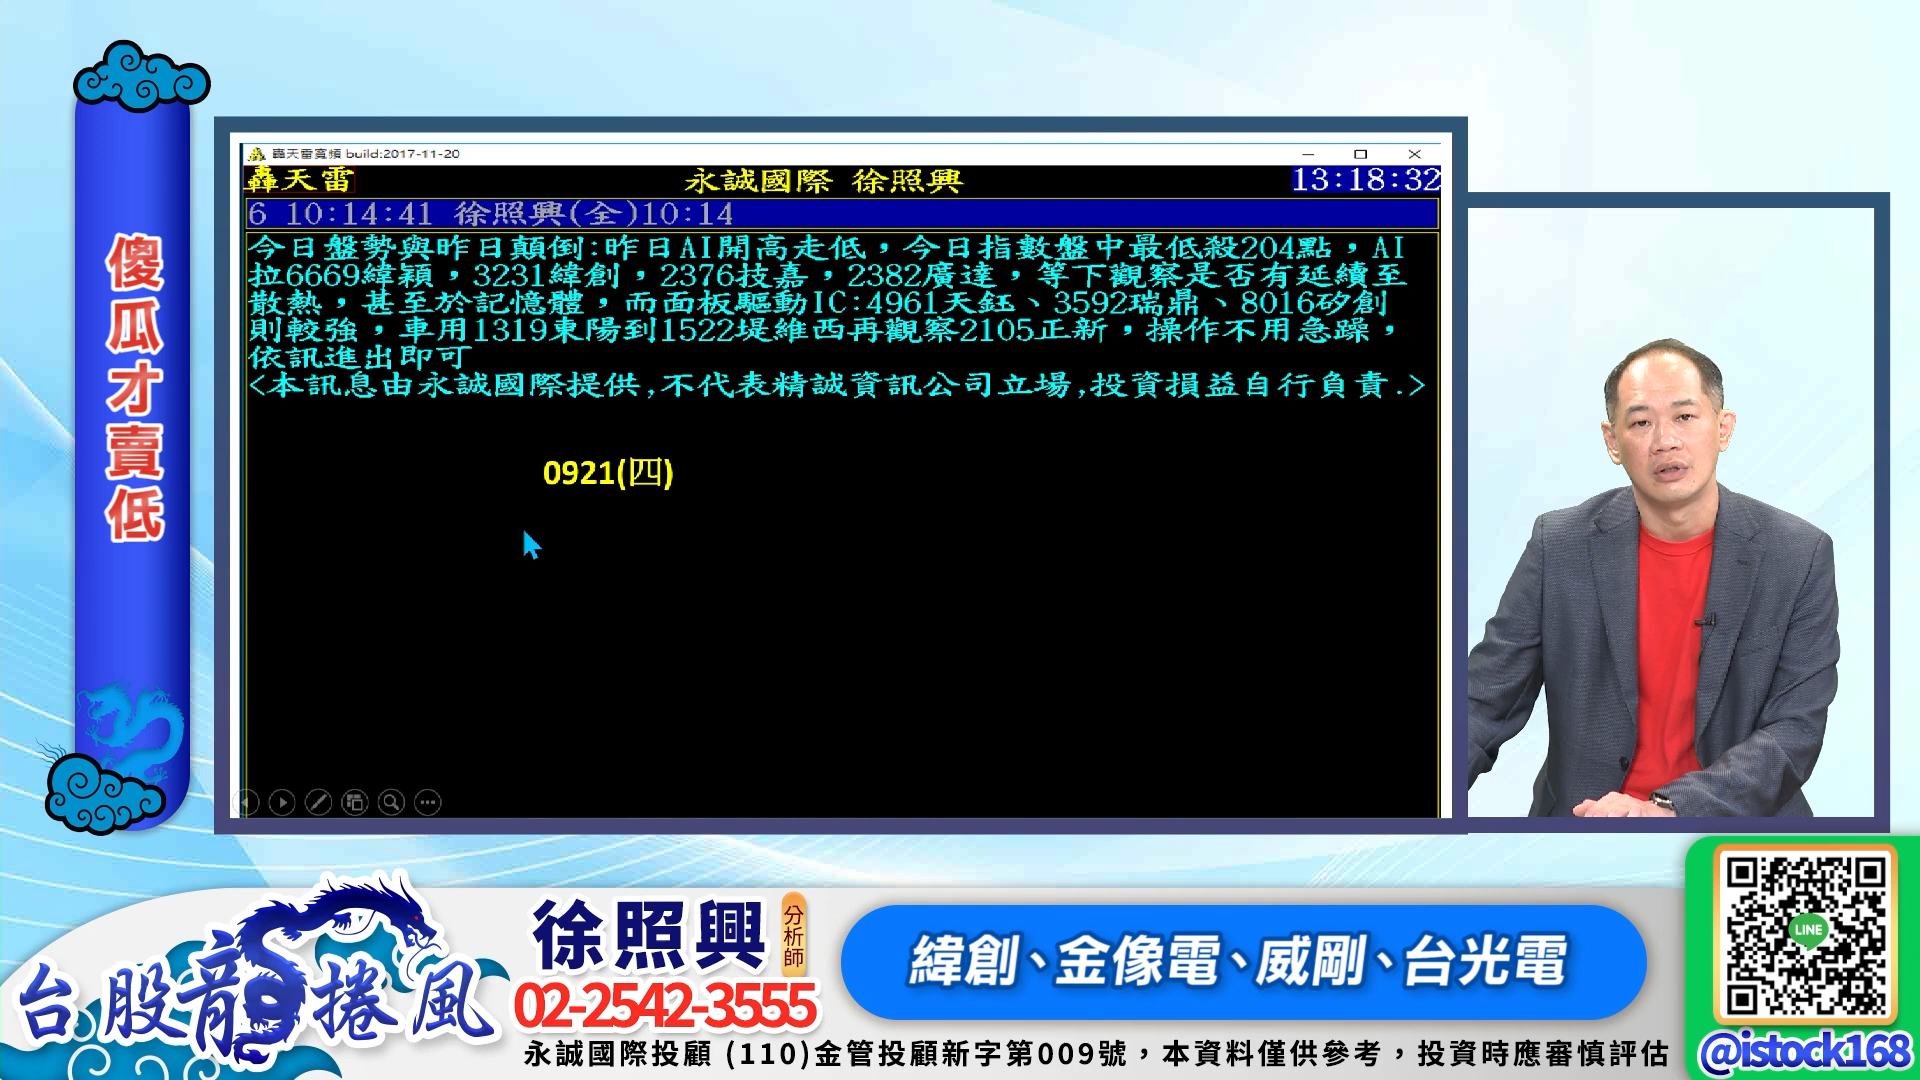 傻瓜才賣低
轟天雷寬頻 build:2017-11-20
轟天雷
永誠國際 徐照興
13:18:32
6 10:14:41 徐照興(全)10:14
今日盤勢與昨日顛倒:昨日AI開高走低，今日指數盤中最低殺204點，AI
拉6669緯穎，3231緯創，2376技嘉，2382廣達，等下觀察是否有延續至
散熱，甚至於記憶體，而面板驅動IC:4961天鈺、3592瑞鼎、8016矽創
則較強，車用1319東陽到1522堤維西再觀察2105正新，操作不用急躁，
依訊進出即可
<本訊息由永誠國際提供,不代表精誠資訊公司立場,投資損益自行負責.>
0921(四)
台股龍捲風
徐照興
分析師
02-2542-3555
緯創、金像電、威剛、台光電
永誠國際投顧 (110)金管投顧新字第009號，本資料僅供參考，投資時應審慎評估
LINE
@istock168